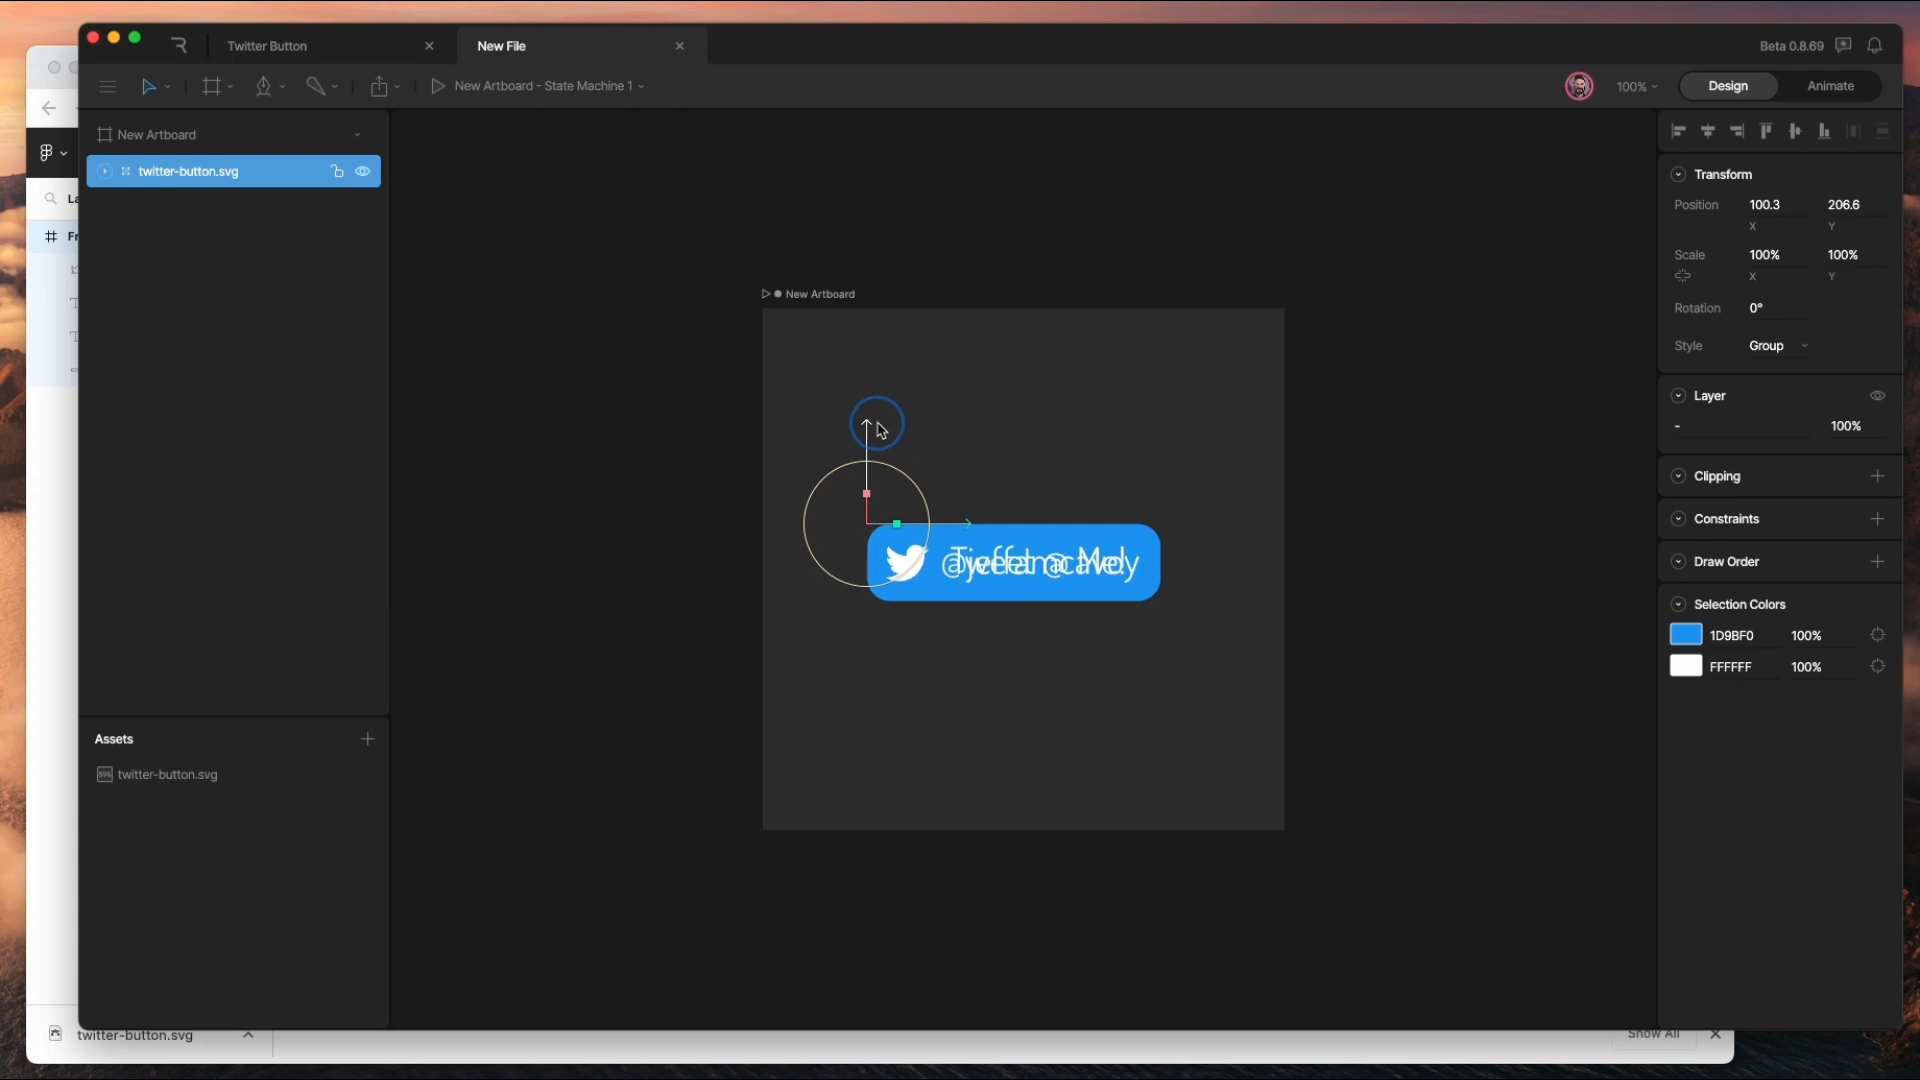 Twitter Button
New File
Beta 0.8.69
New Artboard - State Machine 1
100%
Design
Animate
New Artboard
twitter-button.svg
La
Fr
New Artboard
Transform
Position
100.3
206.6
X
Y
Scale
100%
100%
X
Y
Rotation
0°
Style
Group
Layer
-
100%
Clipping
Constraints
Draw Order
Selection Colors
1D9BF0
100%
FFFFFF
100%
Assets
SVG twitter-button.svg
twitter-button.svg
Show All